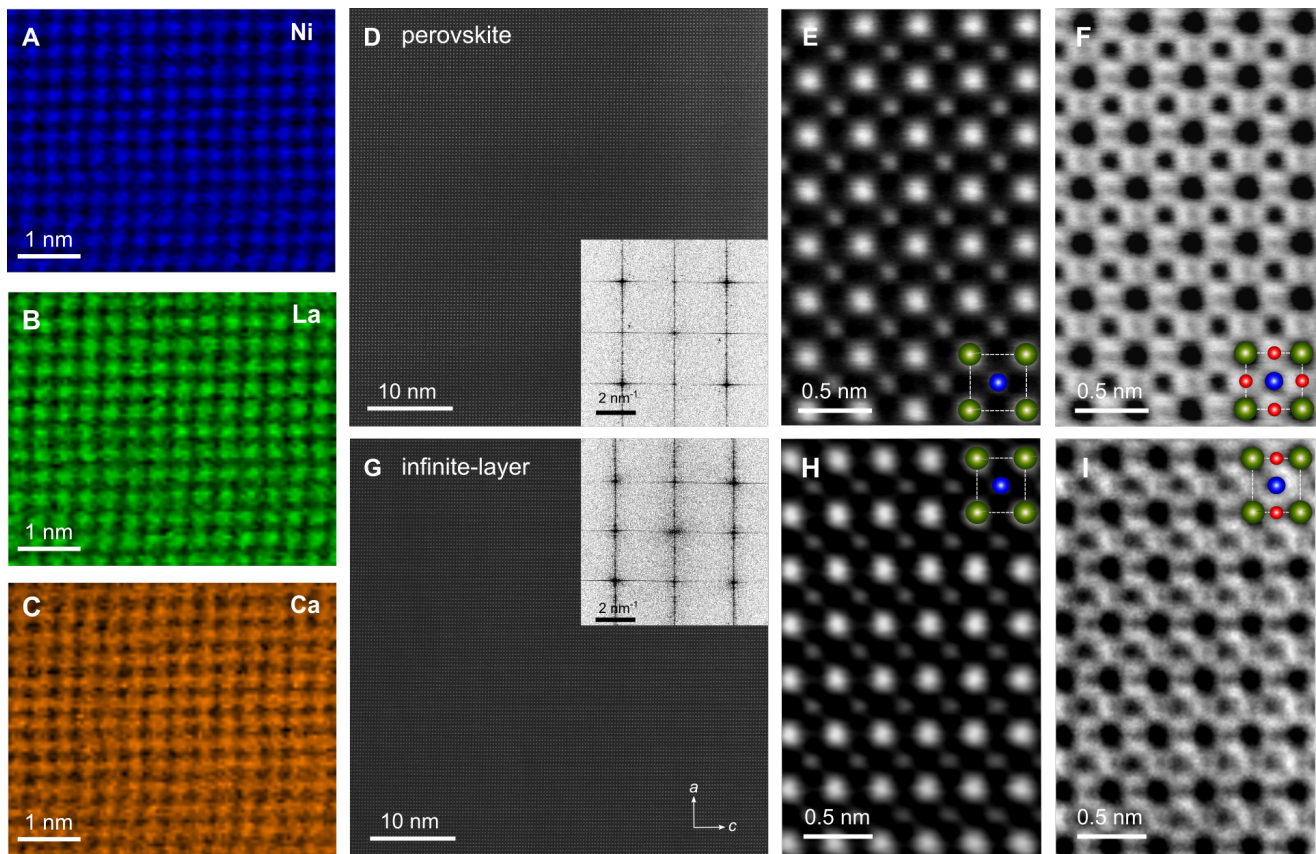 A
Ni
1 nm
B
La
1 nm
C
Ca
1 nm
D perovskite
10 nm
2 nm⁻¹
E
0.5 nm
F
0.5 nm
G infinite-layer
2 nm⁻¹
10 nm
a
c
H
0.5 nm
I
0.5 nm